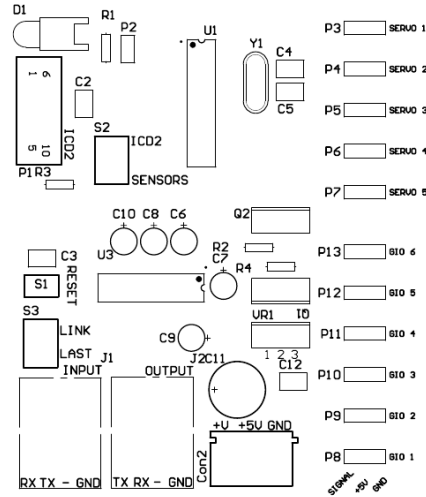 D1
R1
P2
U1
Y1
C4
P3 SERVO 1
6
1
C2
C5
P4 SERVO 2
P5 SERVO 3
ICD2
S2
ICD2
5
10
P6 SERVO 4
P1 R3
SENSORS
P7 SERVO 5
C10 C8 C6
Q2
U3
R2
C7
P13 GIO 6
C3
RESET
R4
S1
P12 GIO 5
S3
LINK
VR1
C9
P11 GIO 4
LAST
1 2 3
INPUT
J1
OUTPUT
J2
C11
C12
P10 GIO 3
P9 GIO 2
+V +5V GND
Con2
P8 GIO 1
RX TX - GND
TX RX - GND
SIGNAL
+5V
GND